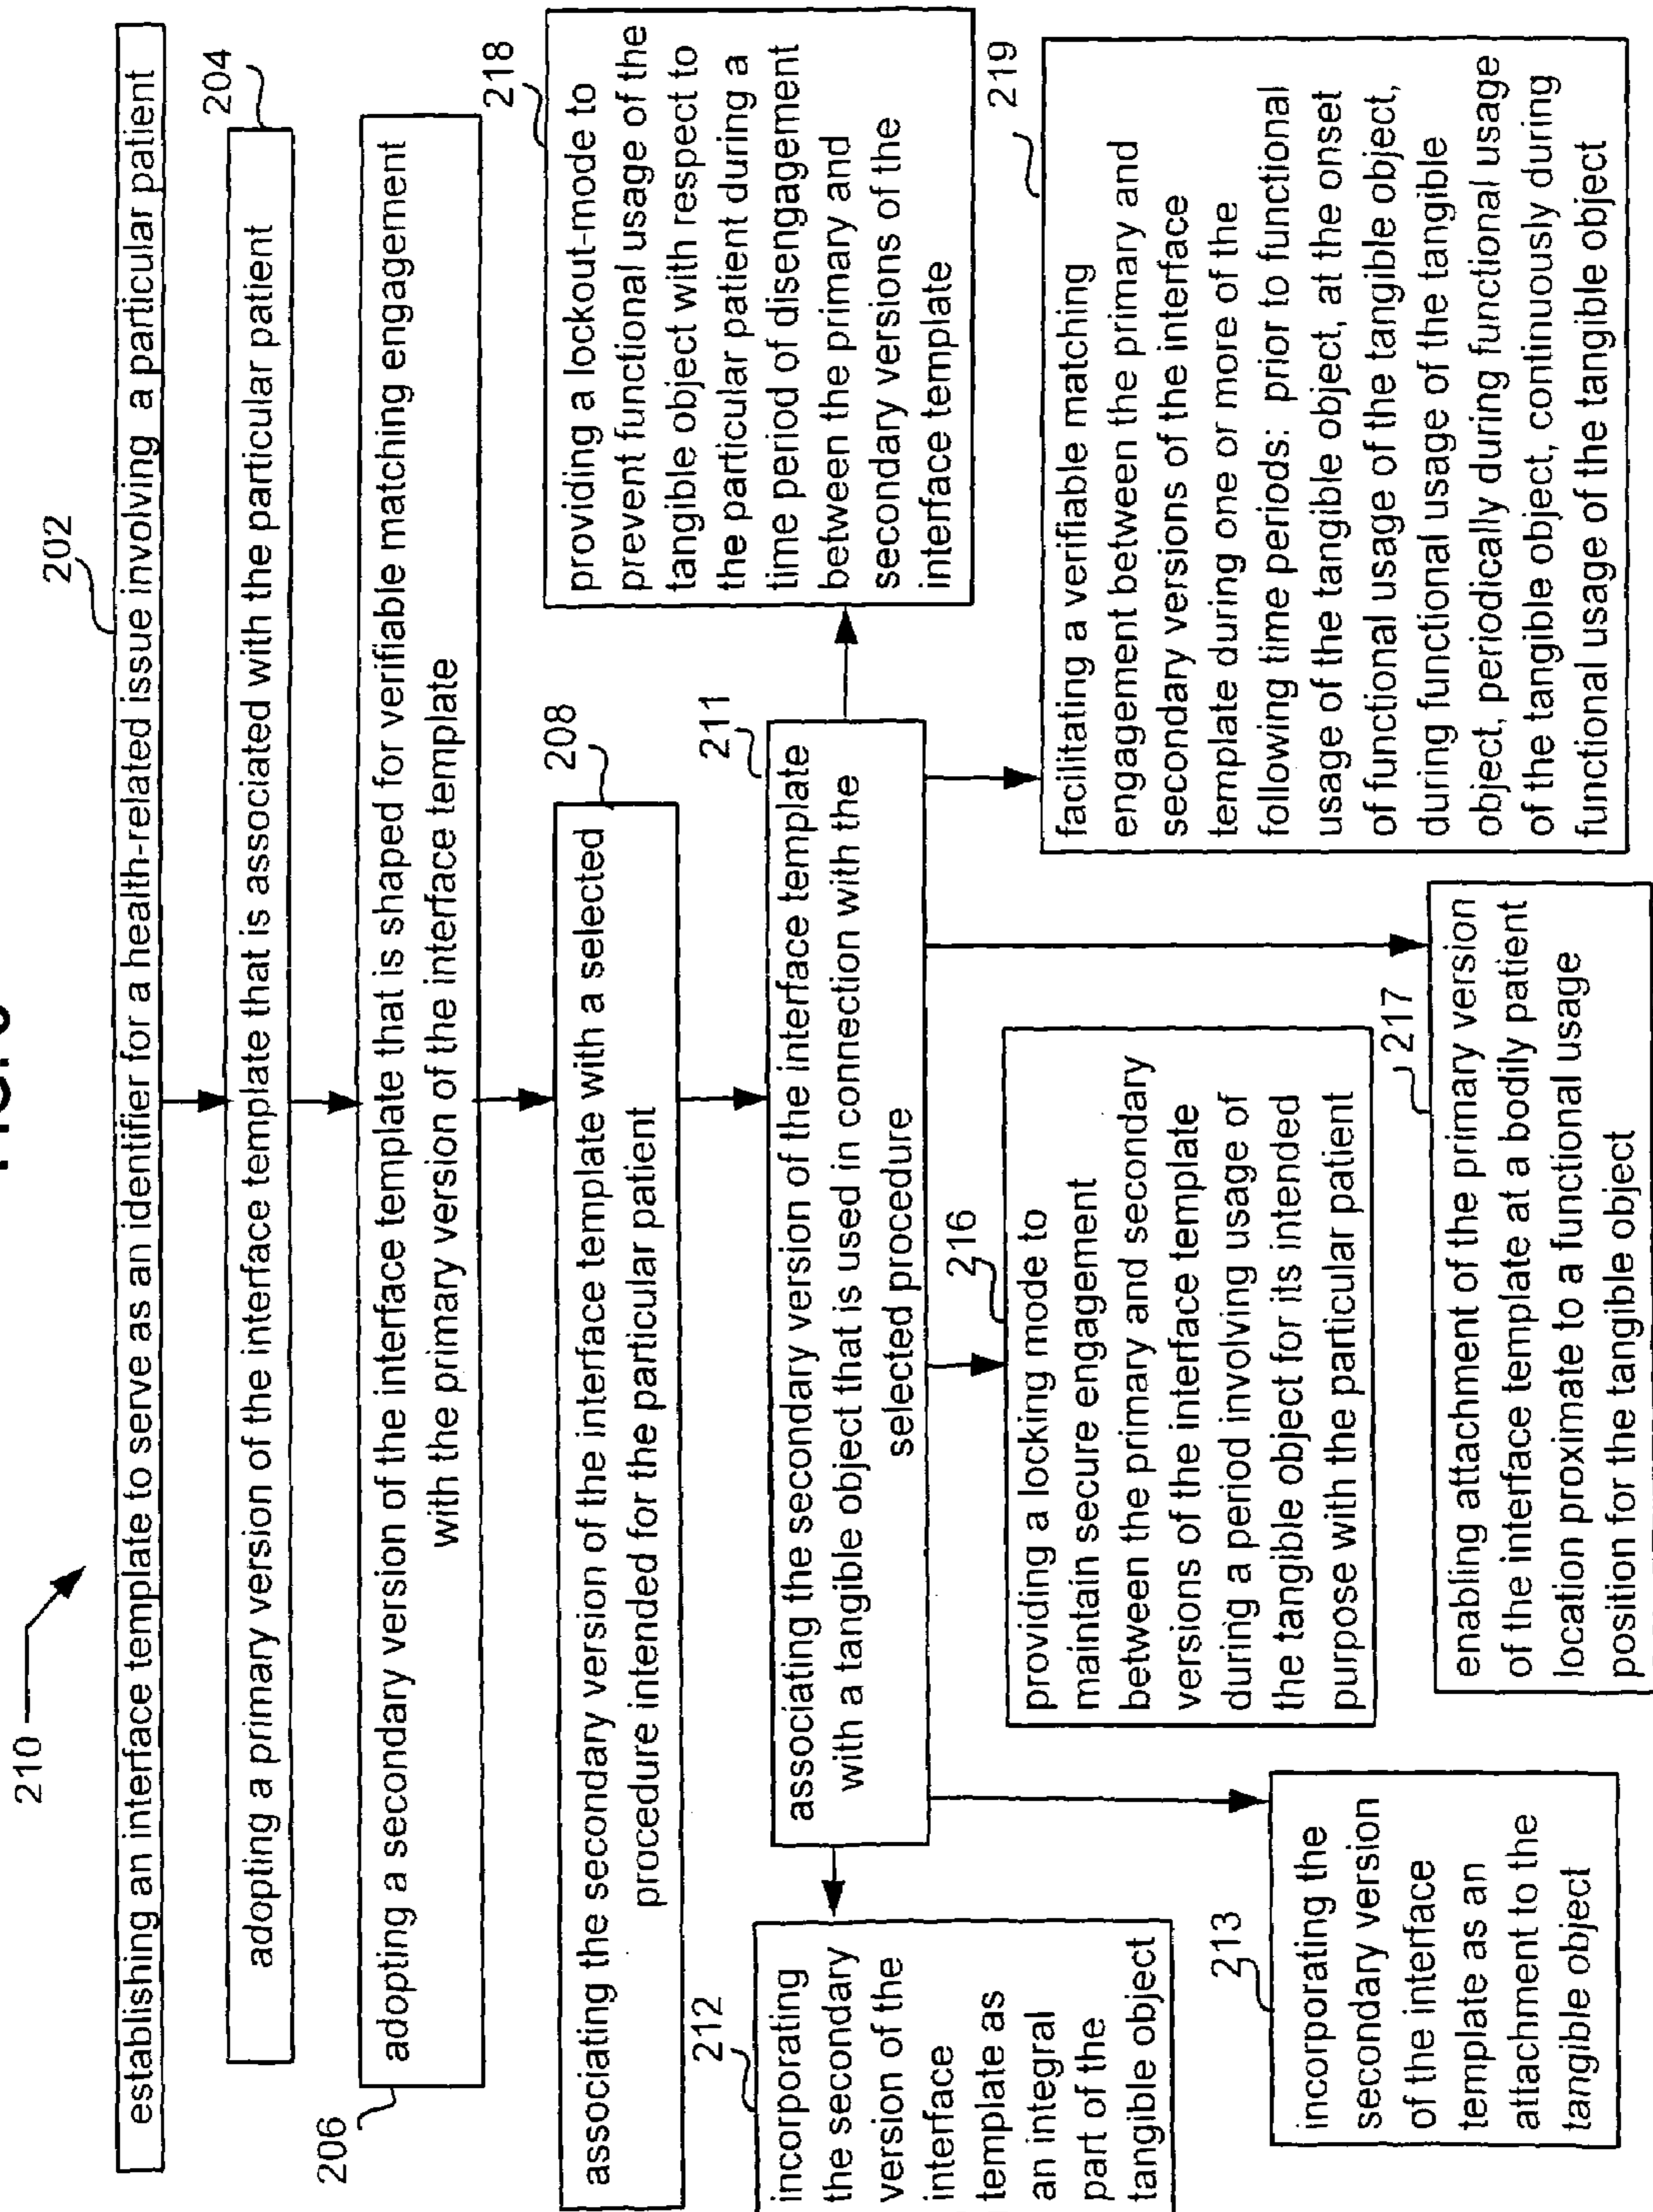 210
202
establishing an interface template to serve as an identifier for a health-related issue involving a particular patient
204
adopting a primary version of the interface template that is associated with the particular patient
206
adopting a secondary version of the interface template that is shaped for verifiable matching engagement
with the primary version of the interface template
208
associating the secondary version of the interface template with a selected
procedure intended for the particular patient
211
associating the secondary version of the interface template
with a tangible object that is used in connection with the
selected procedure
212
incorporating
the secondary
version of the
interface
template as
an integral
part of the
tangible object
213
incorporating the
secondary version
of the interface
template as an
attachment to the
tangible object
216
providing a locking mode to
maintain secure engagement
between the primary and secondary
versions of the interface template
during a period involving usage of
the tangible object for its intended
purpose with the particular patient
217
enabling attachment of the primary version
of the interface template at a bodily patient
location proximate to a functional usage
position for the tangible object
218
providing a lockout-mode to
prevent functional usage of the
tangible object with respect to
the particular patient during a
time period of disengagement
between the primary and
secondary versions of the
interface template
219
facilitating a verifiable matching
engagement between the primary and
secondary versions of the interface
template during one or more of the
following time periods: prior to functional
usage of the tangible object, at the onset
of functional usage of the tangible object,
during functional usage of the tangible
object, periodically during functional usage
of the tangible object, continuously during
functional usage of the tangible object